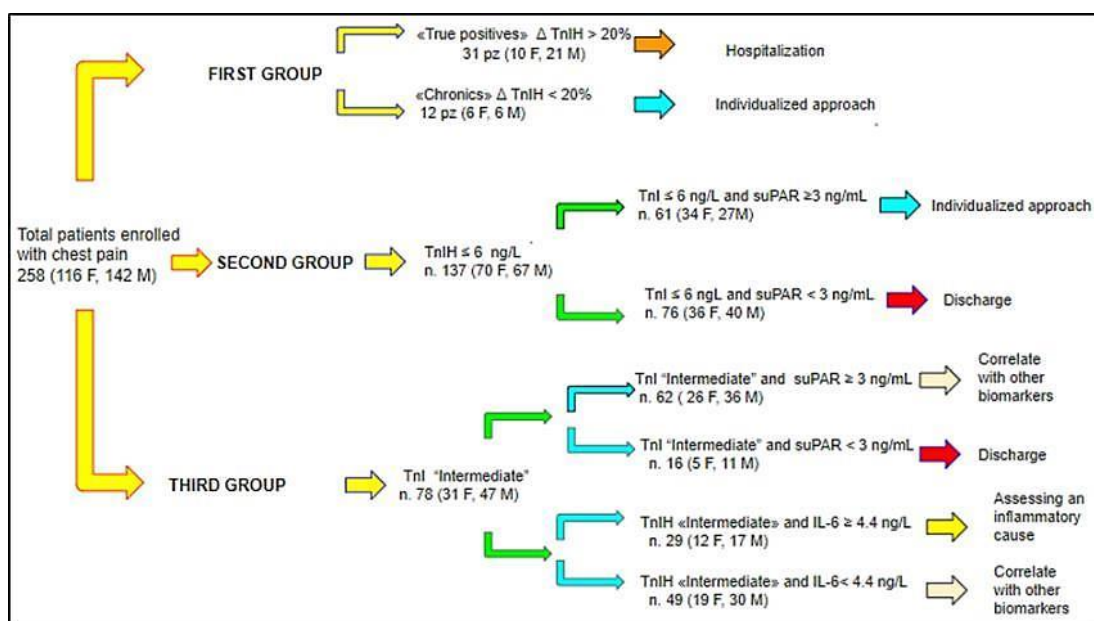 «True positives» Δ TnIH > 20%
31 pz (10 F, 21 M)
Hospitalization
FIRST GROUP
«Chronics» Δ TnIH < 20%
12 pz (6 F, 6 M)
Individualized approach
Total patients enrolled
with chest pain
258 (116 F, 142 M)
SECOND GROUP
TnIH ≤ 6 ng/L
n. 137 (70 F, 67 M)
TnI ≤ 6 ng/L and suPAR ≥3 ng/mL
n. 61 (34 F, 27M)
Individualized approach
TnI ≤ 6 ngL and suPAR < 3 ng/mL
n. 76 (36 F, 40 M)
Discharge
THIRD GROUP
TnI "Intermediate"
n. 78 (31 F, 47 M)
TnI "Intermediate" and suPAR ≥ 3 ng/mL
n. 62 ( 26 F, 36 M)
Correlate
with other
biomarkers
TnI "Intermediate" and suPAR < 3 ng/mL
n. 16 (5 F, 11 M)
Discharge
TnIH «Intermediate» and IL-6 ≥ 4.4 ng/L
n. 29 (12 F, 17 M)
Assessing an
inflammatory
cause
TnIH «Intermediate» and IL-6< 4.4 ng/L
n. 49 (19 F, 30 M)
Correlate
with other
biomarkers